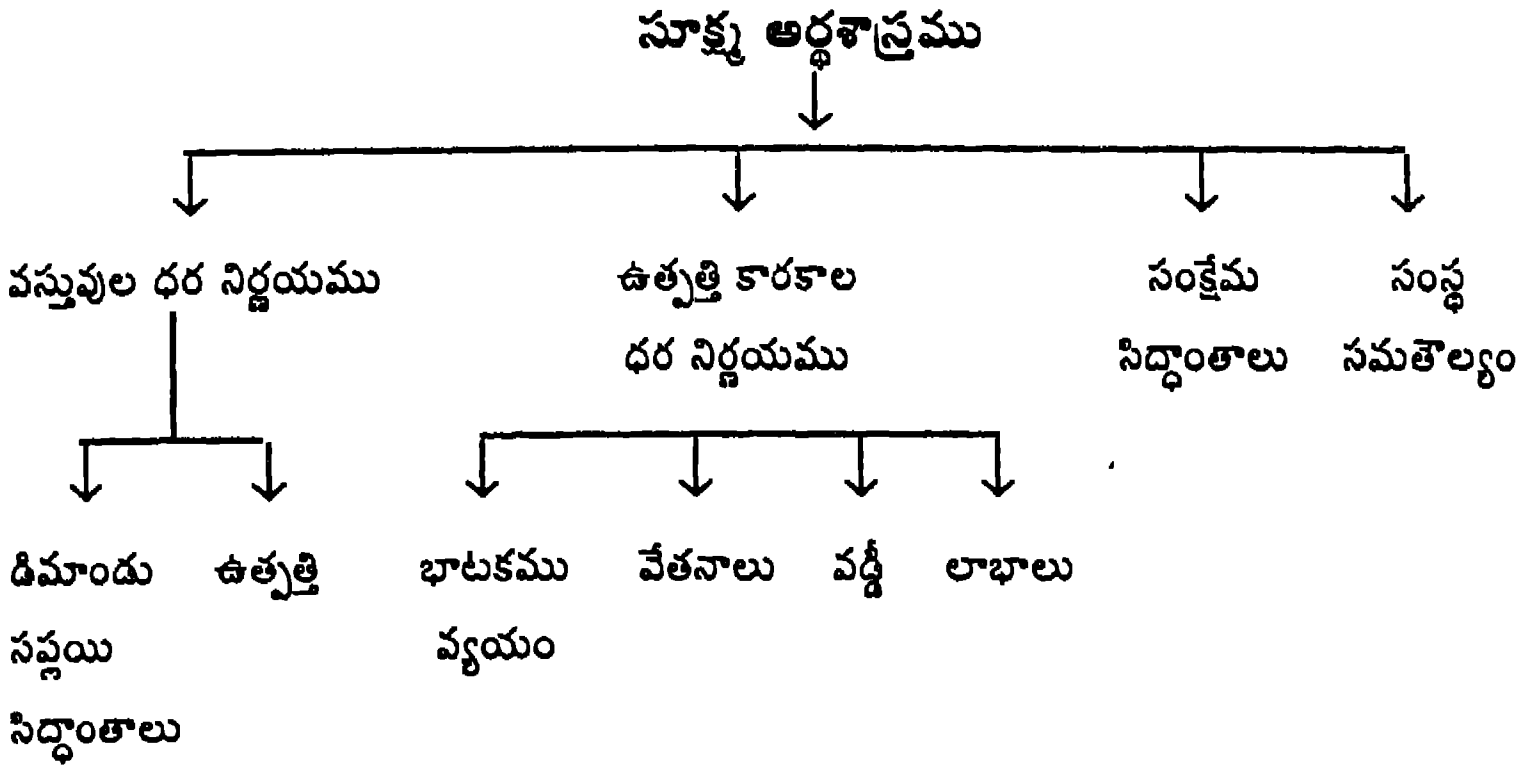 సూక్ష్మ అర్థశాస్త్రము
వస్తువుల ధర నిర్ణయము ఉత్పత్తి కారకాల సంక్షేమ సంస్థ
ధర నిర్ణయము సిద్ధాంతాలు సమతౌల్యం
డిమాండు ఉత్పత్తి భాటకము వేతనాలు వడ్డీ లాభాలు
సప్లయి వ్యయం
సిద్ధాంతాలు